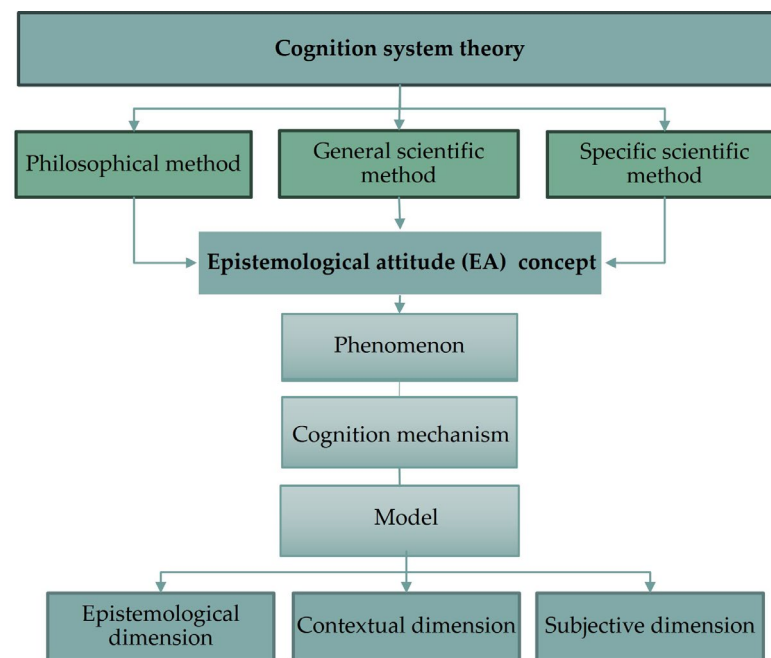 Cognition system theory
Philosophical method
General scientific
method
Specific scientific
method
Epistemological attitude (EA) concept
Phenomenon
Cognition mechanism
Model
Epistemological
dimension
Contextual dimension
Subjective dimension